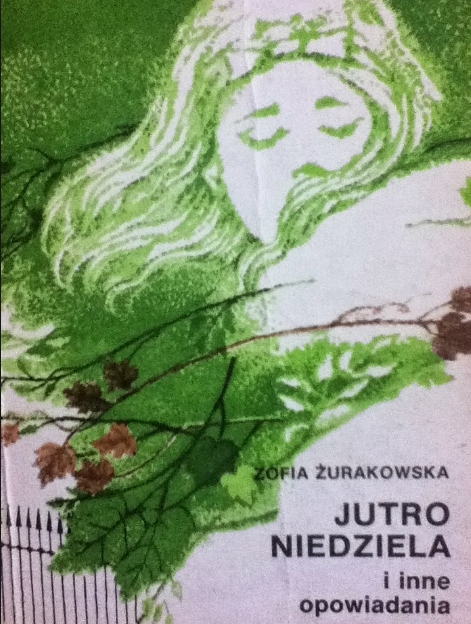 ZOFIA ŻURAKOWSKA
JUTRO
NIEDZIELA
i inne
opowiadania